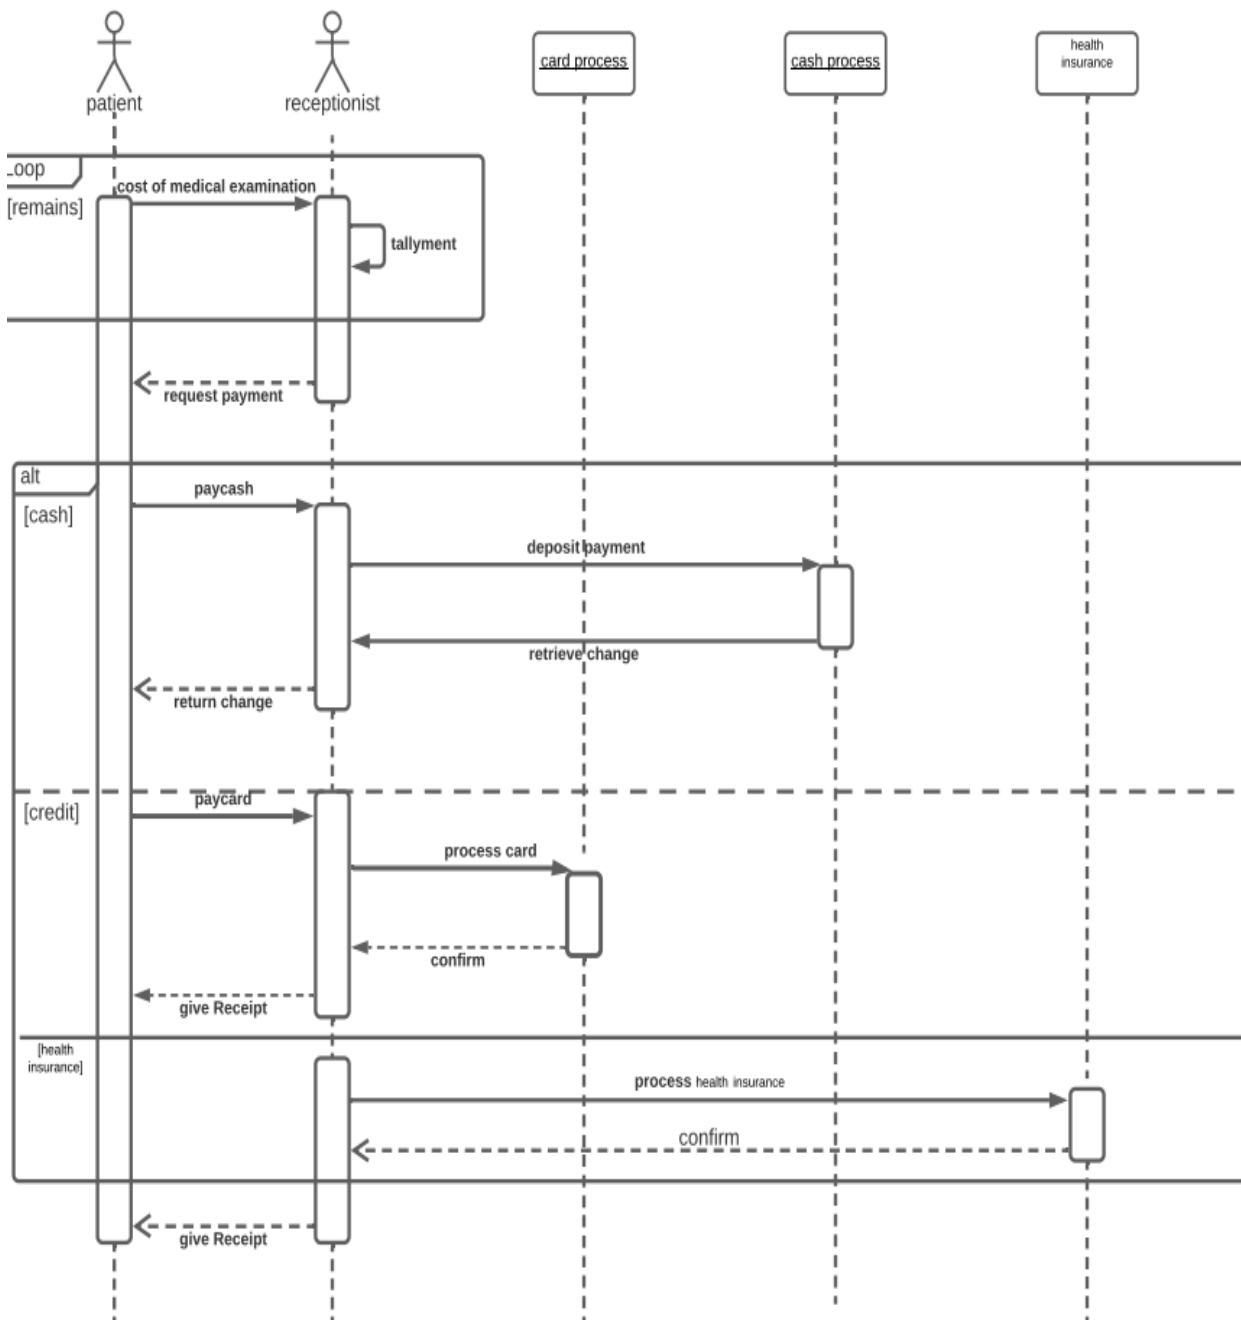 patient
receptionist
card process
cash process
health
insurance
Loop
[remains]
cost of medical examination
tallyment
request payment
alt
[cash]
paycash
deposit payment
retrieve change
return change
[credit]
paycard
process card
confirm
give Receipt
[health
insurance]
process health insurance
confirm
give Receipt